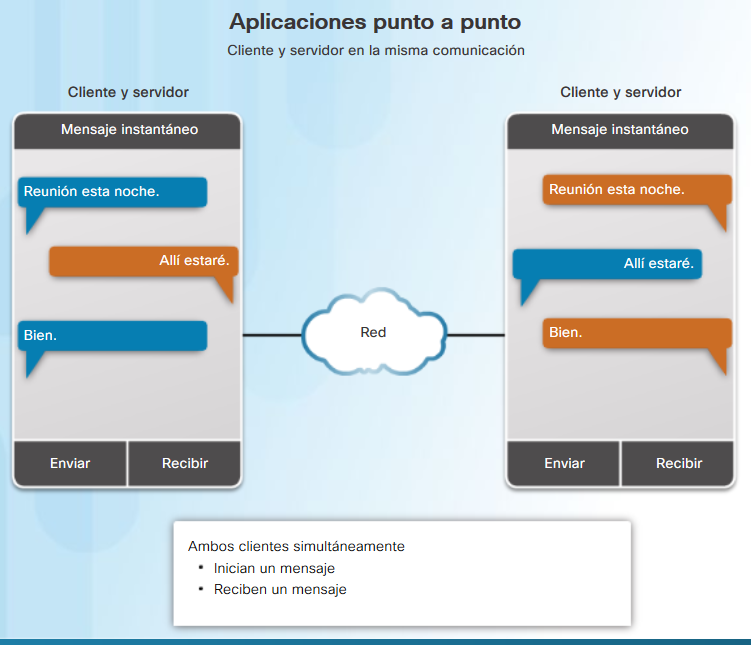 Aplicaciones punto a punto
Cliente y servidor en la misma comunicación
Cliente y servidor
Mensaje instantáneo
Reunión esta noche.
Allí estaré.
Bien.
Enviar
Recibir
Red
Cliente y servidor
Mensaje instantáneo
Reunión esta noche.
Allí estaré.
Bien.
Enviar
Recibir
Ambos clientes simultáneamente
• Inician un mensaje
• Reciben un mensaje